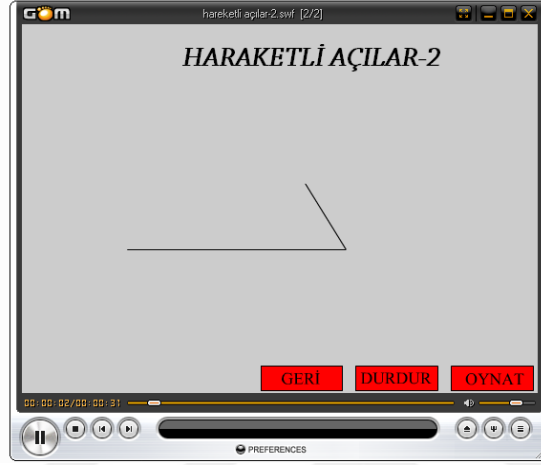 GOM
hareketli açılar-2.swf [2/2]
HARAKETLİ AÇILAR-2
GERİ
DURDUR
OYNAT
00:00:02/00:00:31
PREFERENCES